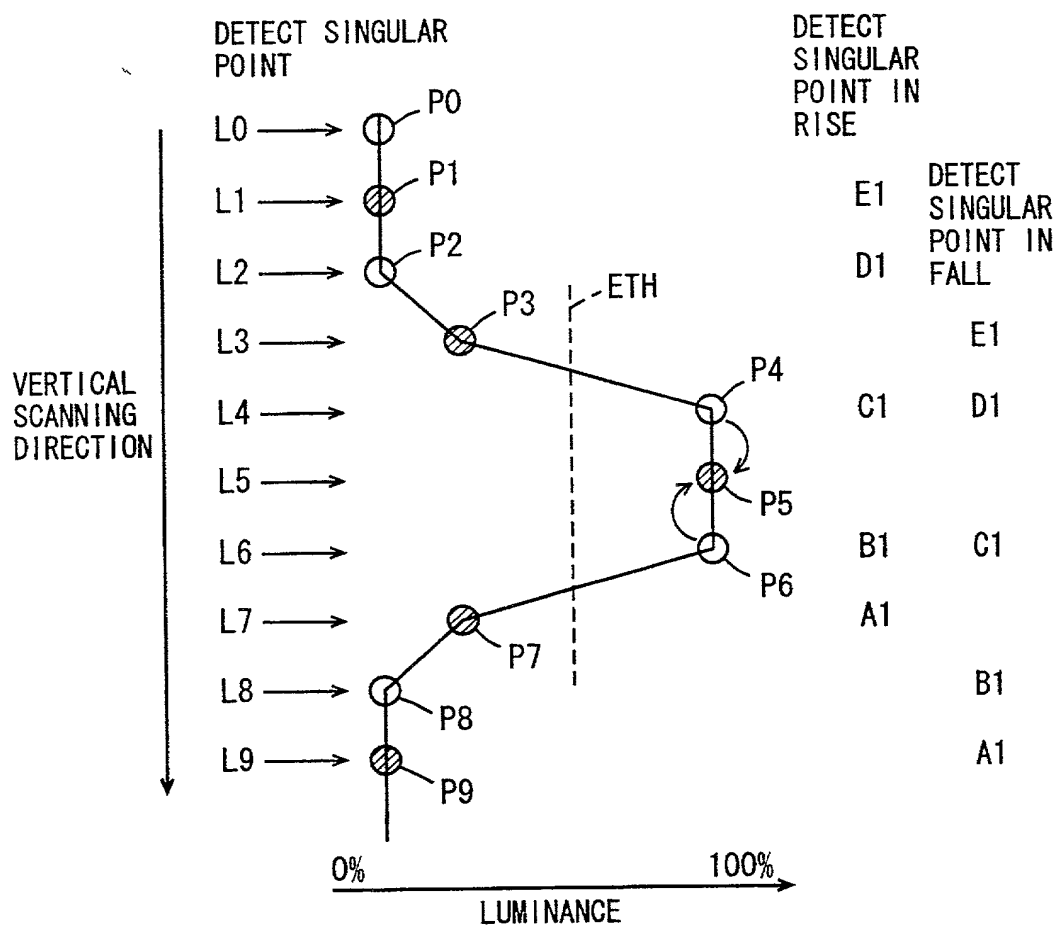 DETECT SINGULAR
POINT
DETECT
SINGULAR
POINT IN
RISE
L0
P0
L1
P1
E1
DETECT
SINGULAR
POINT IN
FALL
L2
P2
D1
ETH
L3
P3
E1
VERTICAL
SCANNING
DIRECTION
L4
P4
C1
D1
L5
P5
L6
P6
B1
C1
L7
P7
A1
L8
P8
B1
L9
P9
A1
0%
100%
LUMINANCE